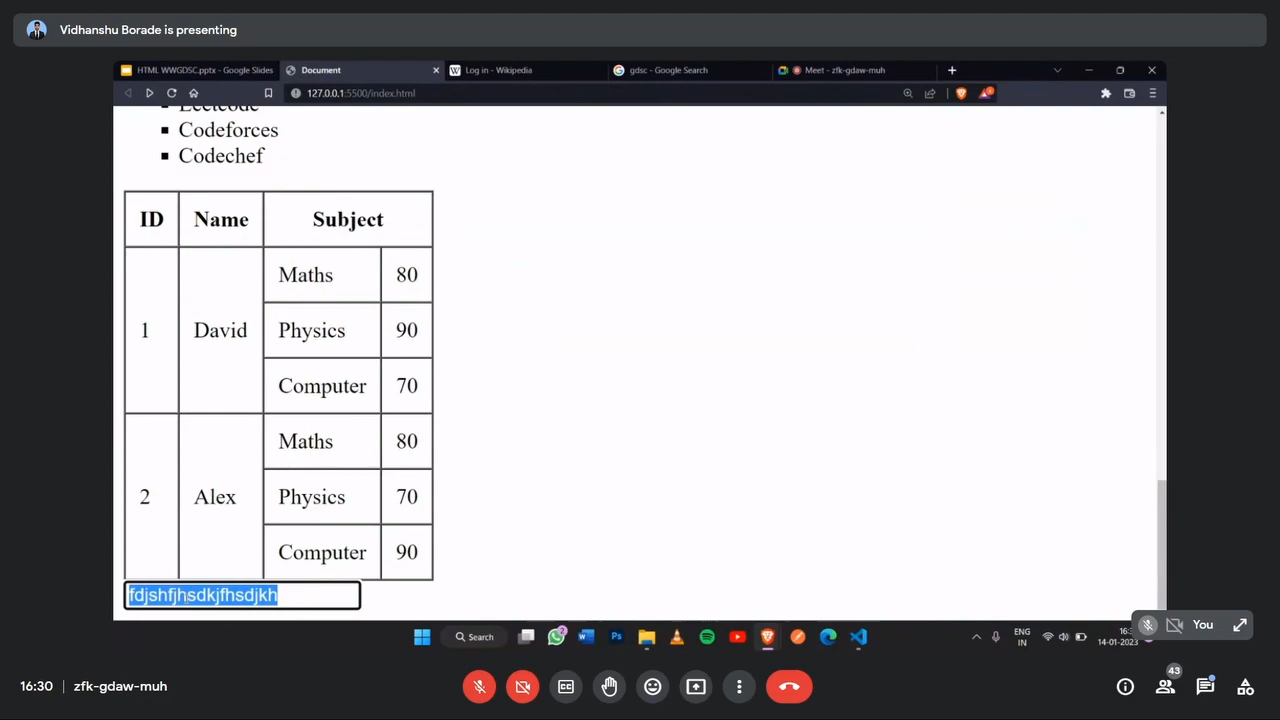 Vidhanshu Borade is presenting
HTML WWGDSC.pptx - Google Slides
Document
Log in - Wikipedia
gdsc - Google Search
Meet - zfk-gdaw-muh
127.0.0.1:5500/index.html
Leetcode
Codeforces
Codechef
ID Name Subject
Maths 80
1 David Physics 90
Computer 70
Maths 80
2 Alex Physics 70
Computer 90
fdjshfjhsdkjfhsdjkh
You
Search
ENG
IN
14-01-2023
16:30 | zfk-gdaw-muh
43